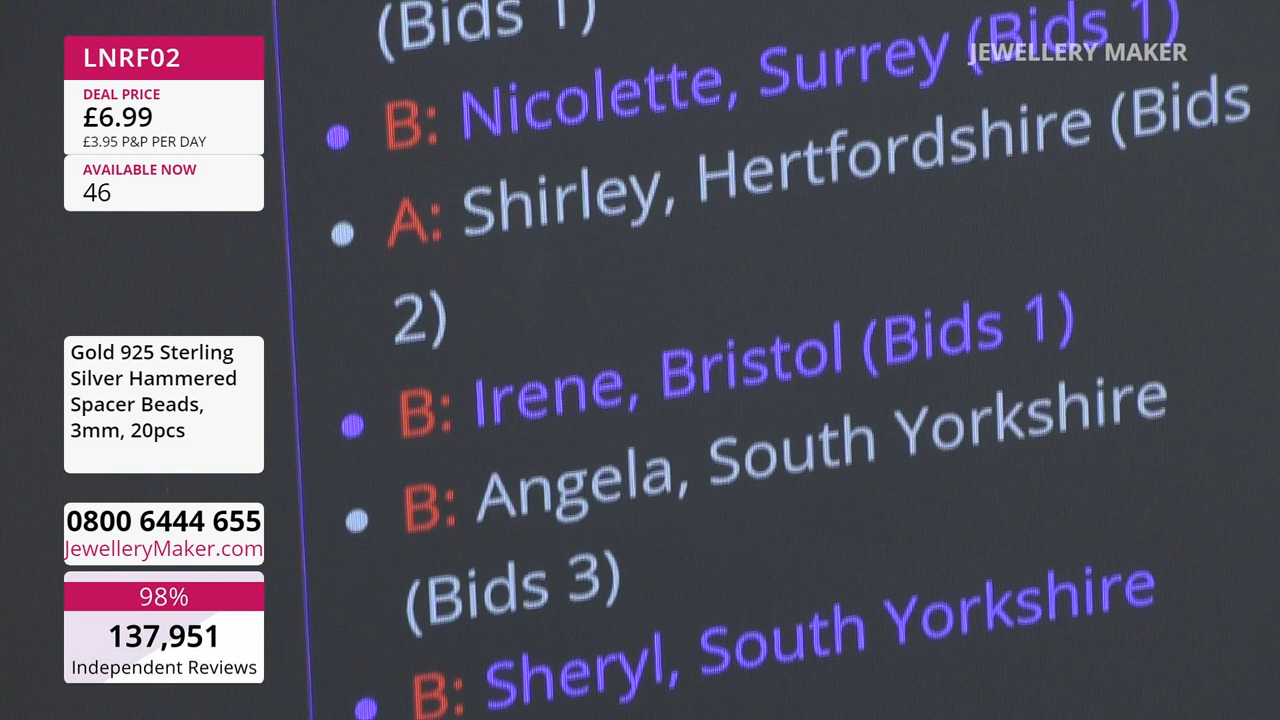 LNRF02
DEAL PRICE
£6.99
£3.95 P&P PER DAY
AVAILABLE NOW
46
Gold 925 Sterling
Silver Hammered
Spacer Beads,
3mm, 20pcs
0800 6444 655
JewelleryMaker.com
98%
137,951
Independent Reviews
JEWELLERY MAKER
(Bids 1)
• B: Nicolette, Surrey (Bids 1)
• A: Shirley, Hertfordshire (Bids
2)
• B: Irene, Bristol (Bids 1)
• B: Angela, South Yorkshire
(Bids 3)
• B: Sheryl, South Yorkshire